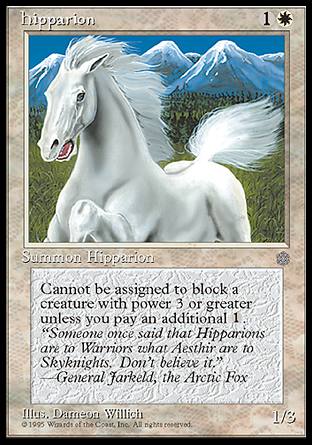 Hipparion 1
Summon Hipparion
Cannot be assigned to block a
creature with power 3 or greater
unless you pay an additional 1.
"Someone once said that Hipparions
are to Warriors what Aesthir are to
Skyknights. Don't believe it."
—General Jarkeld, the Arctic Fox
Illus. Dameon Willich
©1995 Wizards of the Coast, Inc. All rights reserved.
1/3